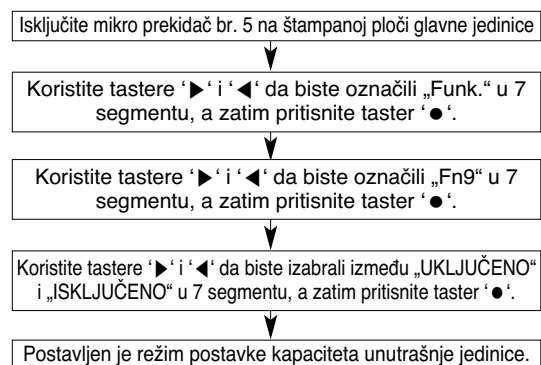 Isključite mikro prekidač br. 5 na štampanoj ploči glavne jedinice
Koristite tastere ‘▶‘ i ‘◀‘ da biste označili „Funk.“ u 7
segmentu, a zatim pritisnite taster ‘●‘.
Koristite tastere ‘▶‘ i ‘◀‘ da biste označili „Fn9“ u 7
segmentu, a zatim pritisnite taster ‘●‘.
Koristite tastere ‘▶‘ i ‘◀‘ da biste izabrali između „UKLJUČENO“
i „ISKLJUČENO“ u 7 segmentu, a zatim pritisnite taster ‘●‘.
Postavljen je režim postavke kapaciteta unutrašnje jedinice.